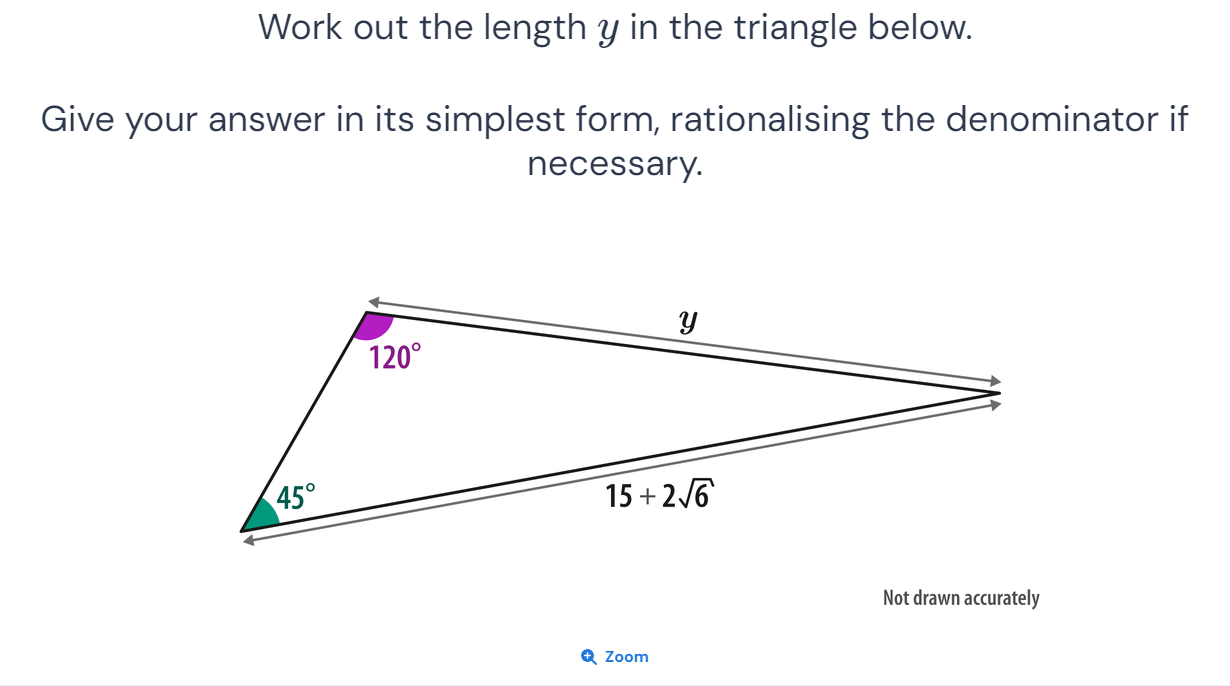 Work out the length y in the triangle below.
Give your answer in its simplest form, rationalising the denominator if
necessary.
y
120°
45°
15 + 2√6
Not drawn accurately
Zoom